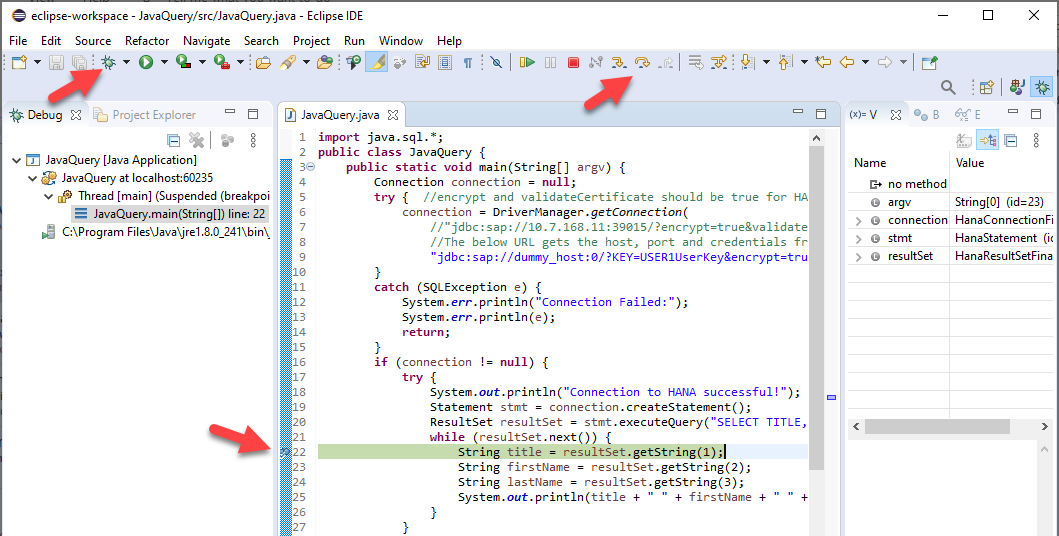 eclipse-workspace - JavaQuery/src/JavaQuery.java - Eclipse IDE
File Edit Source Refactor Navigate Search Project Run Window Help
Debug Project Explorer
JavaQuery [Java Application]
JavaQuery at localhost:60235
Thread [main] (Suspended (breakpoi
JavaQuery.main(String[]) line: 22
C:\Program Files\Java\jre1.8.0_241\bin\
JavaQuery.java
1 import java.sql.*;
2 public class JavaQuery {
3 public static void main(String[] argv) {
4 Connection connection = null;
5 try { //encrypt and validateCertificate should be true for HA
6 connection = DriverManager.getConnection(
7 //"jdbc:sap://10.7.168.11:39015/?encrypt=true&validate
8 //The below URL gets the host, port and credentials fr
9 "jdbc:sap://dummy_host:0/?KEY=USER1UserKey&encrypt=tru
10 }
11 catch (SQLException e) {
12 System.err.println("Connection Failed:");
13 System.err.println(e);
14 return;
15 }
16 if (connection != null) {
17 try {
18 System.out.println("Connection to HANA successful!");
19 Statement stmt = connection.createStatement();
20 ResultSet resultSet = stmt.executeQuery("SELECT TITLE,
21 while (resultSet.next()) {
22 String title = resultSet.getString(1);
23 String firstName = resultSet.getString(2);
24 String lastName = resultSet.getString(3);
25 System.out.println(title + " " + firstName + " " +
26 }
27 }
(x)= V B E
Name Value
no method
argv String[0] (id=23)
connection HanaConnectionFi
stmt HanaStatement (id
resultSet HanaResultSetFina